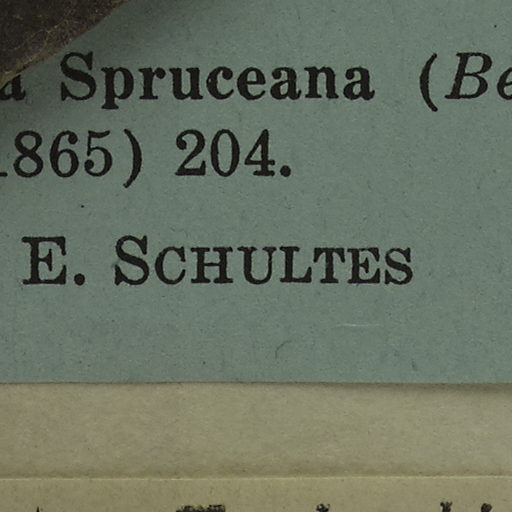 a Spruceana (Be
1865) 204.
E. SCHULTES